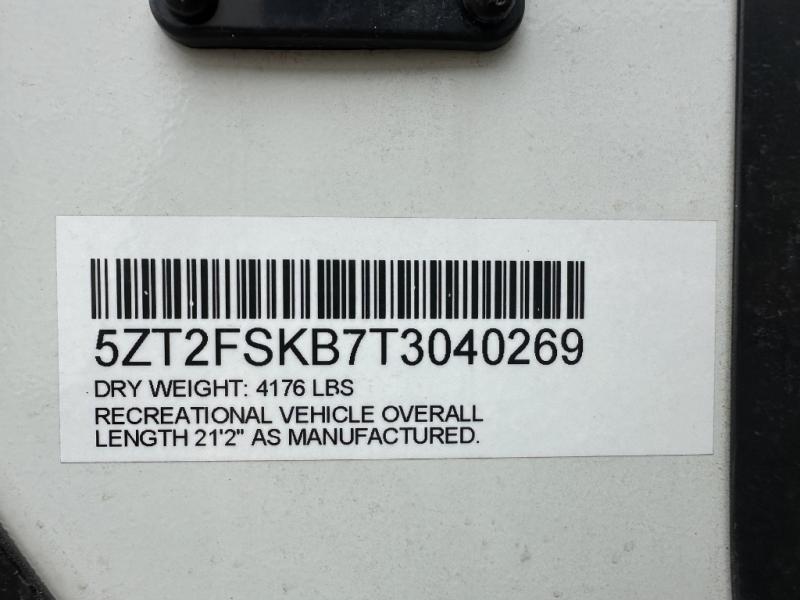 5ZT2FSKB7T3040269
DRY WEIGHT: 4176 LBS
RECREATIONAL VEHICLE OVERALL
LENGTH 21'2" AS MANUFACTURED.